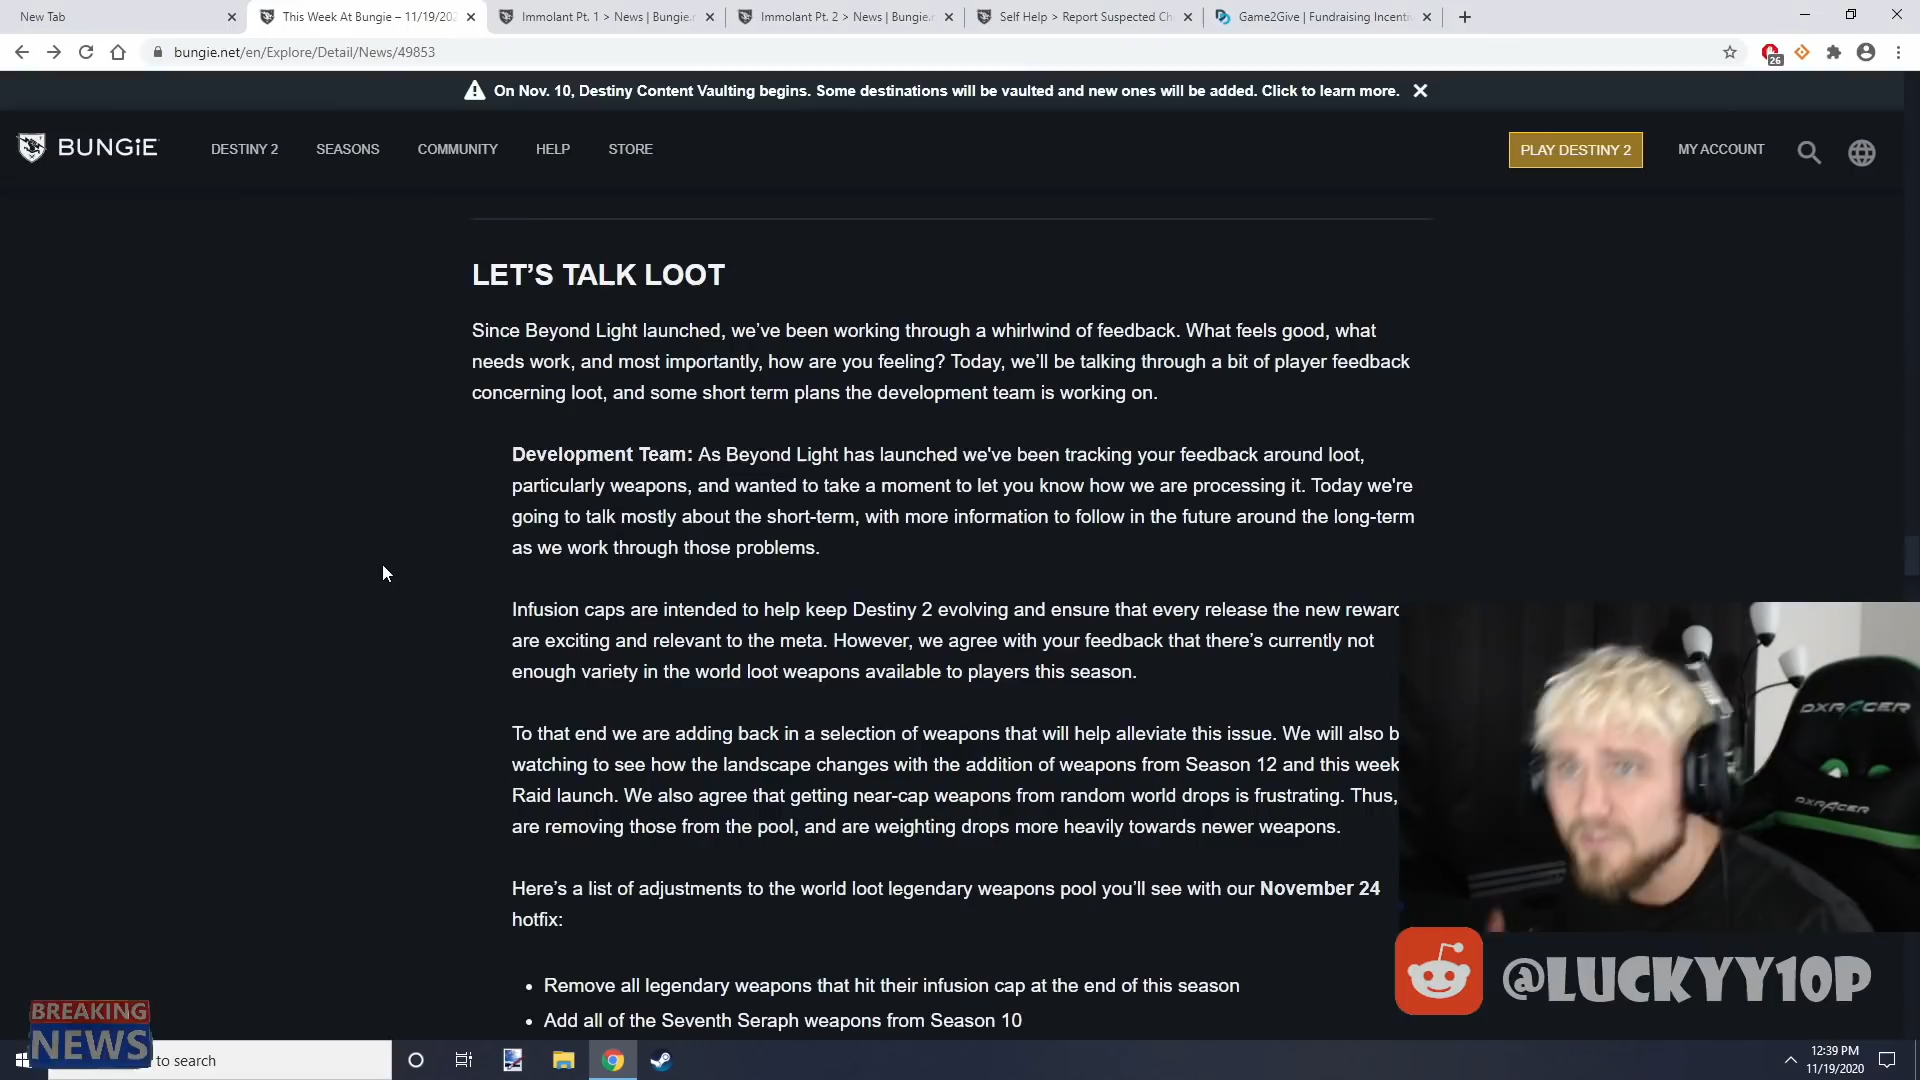 New Tab
This Week At Bungie – 11/19/202
Immolant Pt. 1 > News | Bungie.n
Immolant Pt. 2 > News | Bungie.n
Self Help > Report Suspected Ch
Game2Give | Fundraising Incenti
bungie.net/en/Explore/Detail/News/49853
26
On Nov. 10, Destiny Content Vaulting begins. Some destinations will be vaulted and new ones will be added. Click to learn more.
BUNGiE
DESTINY 2
SEASONS
COMMUNITY
HELP
STORE
PLAY DESTINY 2
MY ACCOUNT
LET’S TALK LOOT
Since Beyond Light launched, we’ve been working through a whirlwind of feedback. What feels good, what
needs work, and most importantly, how are you feeling? Today, we’ll be talking through a bit of player feedback
concerning loot, and some short term plans the development team is working on.
Development Team: As Beyond Light has launched we've been tracking your feedback around loot,
particularly weapons, and wanted to take a moment to let you know how we are processing it. Today we're
going to talk mostly about the short-term, with more information to follow in the future around the long-term
as we work through those problems.
Infusion caps are intended to help keep Destiny 2 evolving and ensure that every release the new reward
are exciting and relevant to the meta. However, we agree with your feedback that there’s currently not
enough variety in the world loot weapons available to players this season.
To that end we are adding back in a selection of weapons that will help alleviate this issue. We will also b
watching to see how the landscape changes with the addition of weapons from Season 12 and this week
Raid launch. We also agree that getting near-cap weapons from random world drops is frustrating. Thus,
are removing those from the pool, and are weighting drops more heavily towards newer weapons.
Here’s a list of adjustments to the world loot legendary weapons pool you’ll see with our November 24
hotfix:
• Remove all legendary weapons that hit their infusion cap at the end of this season
• Add all of the Seventh Seraph weapons from Season 10
DXRACER
DXRACER
@LUCKYY10P
BREAKING
NEWS
to search
12:39 PM
11/19/2020